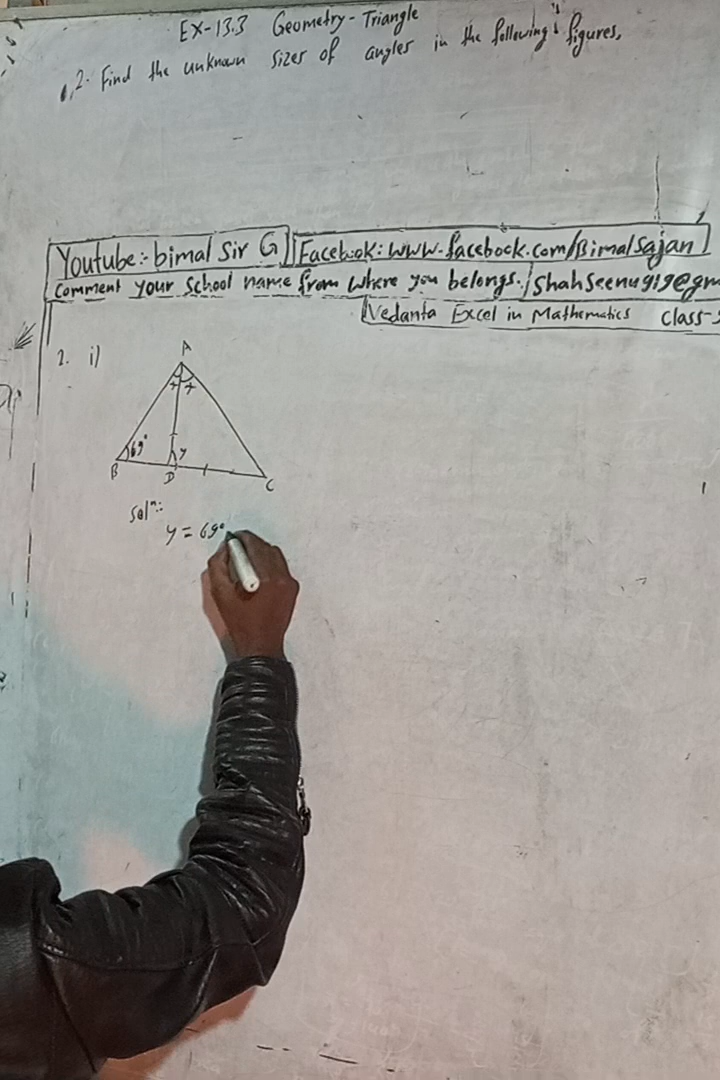 EX-13.3 Geometry-Triangle
2. Find the unknown sizes of angles in the following figures,
Youtube:- bimal Sir G
Facebook: www.facebook.com/Bimalsajan
Comment your School name from where you belongs. / Shahseenu919@gm
Vedanta Excel in Mathematics Class-
2. i)
A
x x
69° y
B D C
Solⁿ:
y = 69°